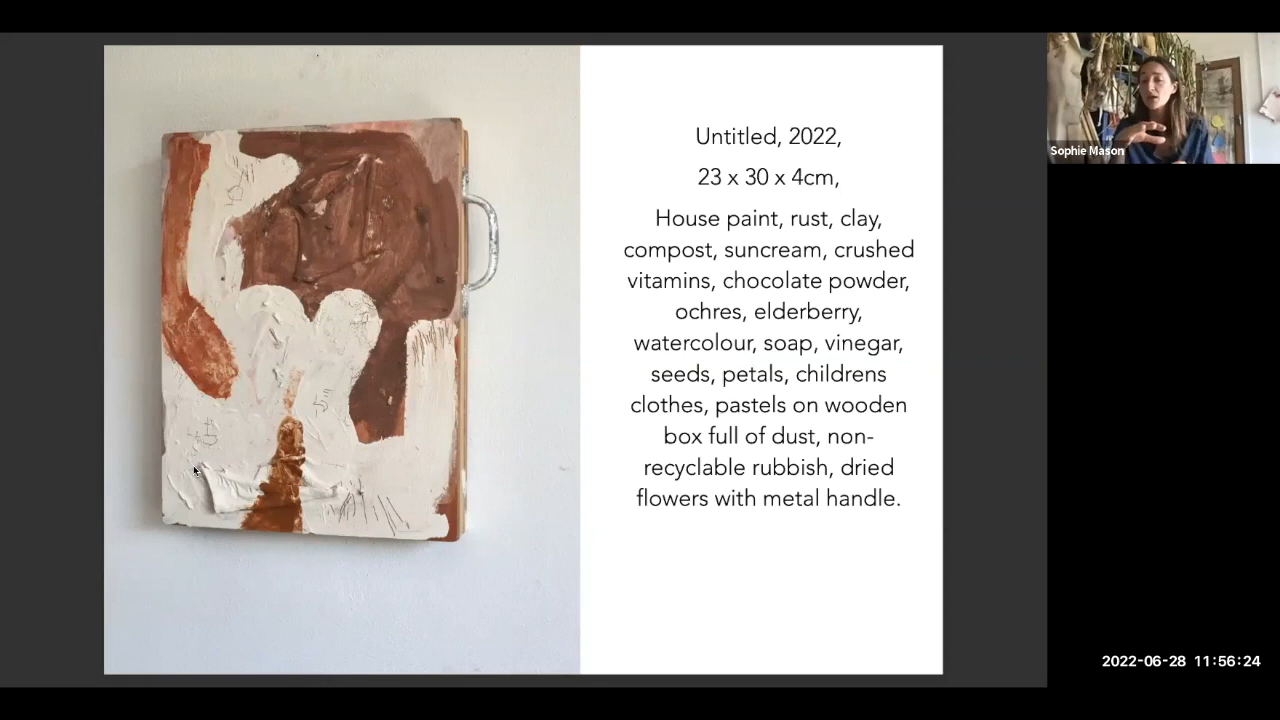 Untitled, 2022,
23 x 30 x 4cm,
House paint, rust, clay,
compost, suncream, crushed
vitamins, chocolate powder,
ochres, elderberry,
watercolour, soap, vinegar,
seeds, petals, childrens
clothes, pastels on wooden
box full of dust, non-
recyclable rubbish, dried
flowers with metal handle.
Sophie Mason
2022-06-28 11:56:24